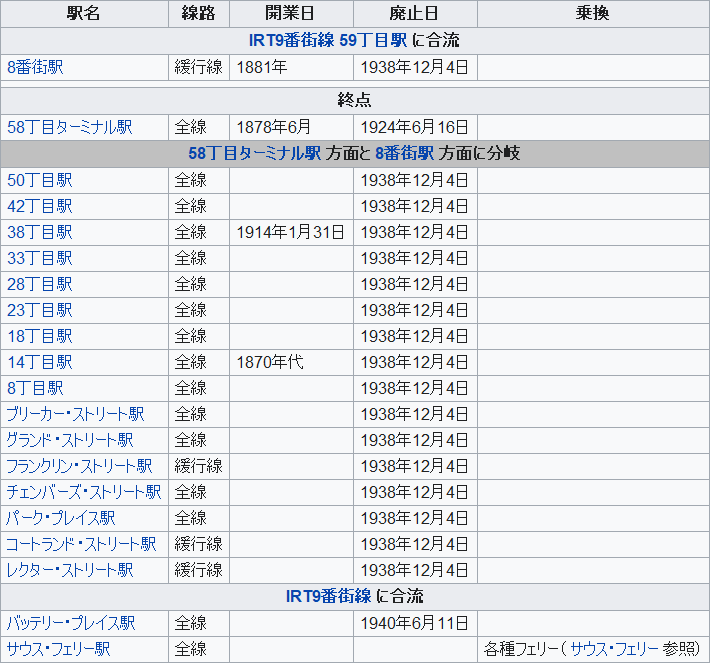 駅名 線路 開業日 廃止日 乗換
IRT9番街線 59丁目駅 に合流
8番街駅 緩行線 1881年 1938年12月4日
終点
58丁目ターミナル駅 全線 1878年6月 1924年6月16日
58丁目ターミナル駅 方面と 8番街駅 方面に分岐
50丁目駅 全線 1938年12月4日
42丁目駅 全線 1938年12月4日
38丁目駅 全線 1914年1月31日 1938年12月4日
33丁目駅 全線 1938年12月4日
28丁目駅 全線 1938年12月4日
23丁目駅 全線 1938年12月4日
18丁目駅 全線 1938年12月4日
14丁目駅 全線 1870年代 1938年12月4日
8丁目駅 全線 1938年12月4日
ブリーカー・ストリート駅 全線 1938年12月4日
グランド・ストリート駅 全線 1938年12月4日
フランクリン・ストリート駅 緩行線 1938年12月4日
チェンバーズ・ストリート駅 全線 1938年12月4日
パーク・プレイス駅 全線 1938年12月4日
コートランド・ストリート駅 緩行線 1938年12月4日
レクター・ストリート駅 緩行線 1938年12月4日
IRT9番街線 に合流
バッテリー・プレイス駅 全線 1940年6月11日
サウス・フェリー駅 全線 各種フェリー（サウス・フェリー 参照）